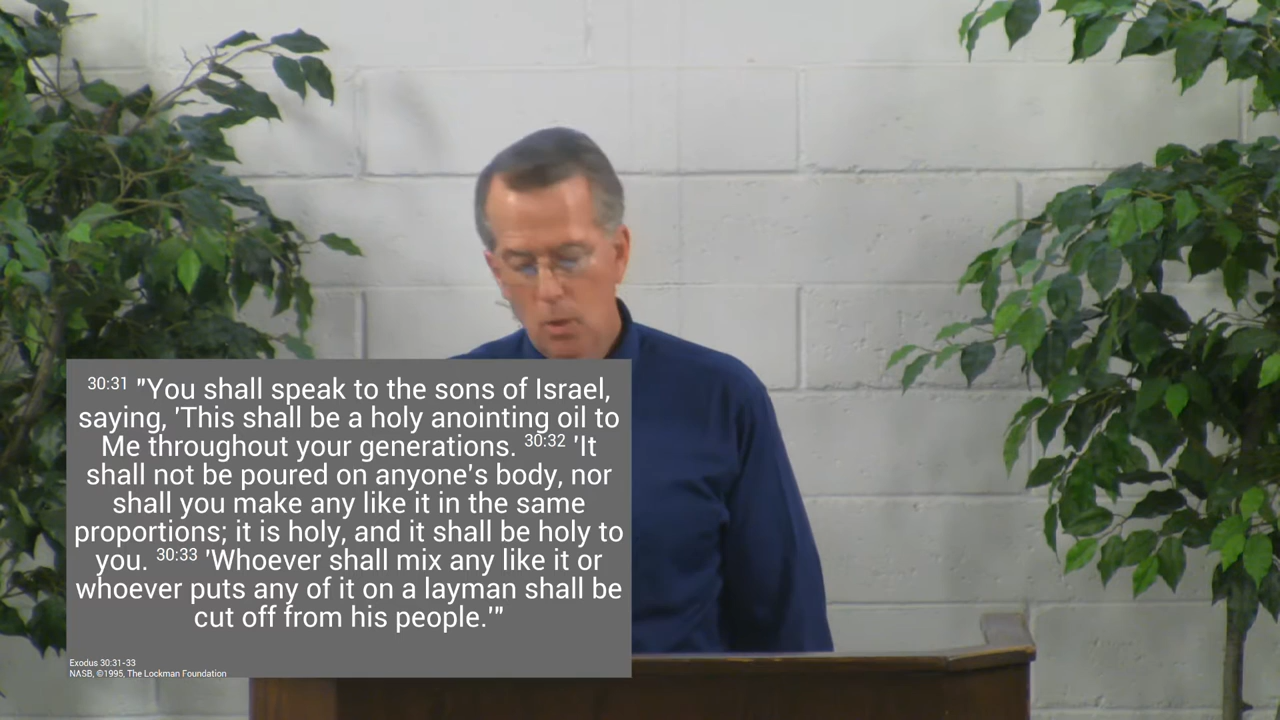 30:31 "You shall speak to the sons of Israel,
saying, 'This shall be a holy anointing oil to
Me throughout your generations. 30:32 'It
shall not be poured on anyone's body, nor
shall you make any like it in the same
proportions; it is holy, and it shall be holy to
you. 30:33 'Whoever shall mix any like it or
whoever puts any of it on a layman shall be
cut off from his people.'"
Exodus 30:31-33
NASB, ©1995, The Lockman Foundation